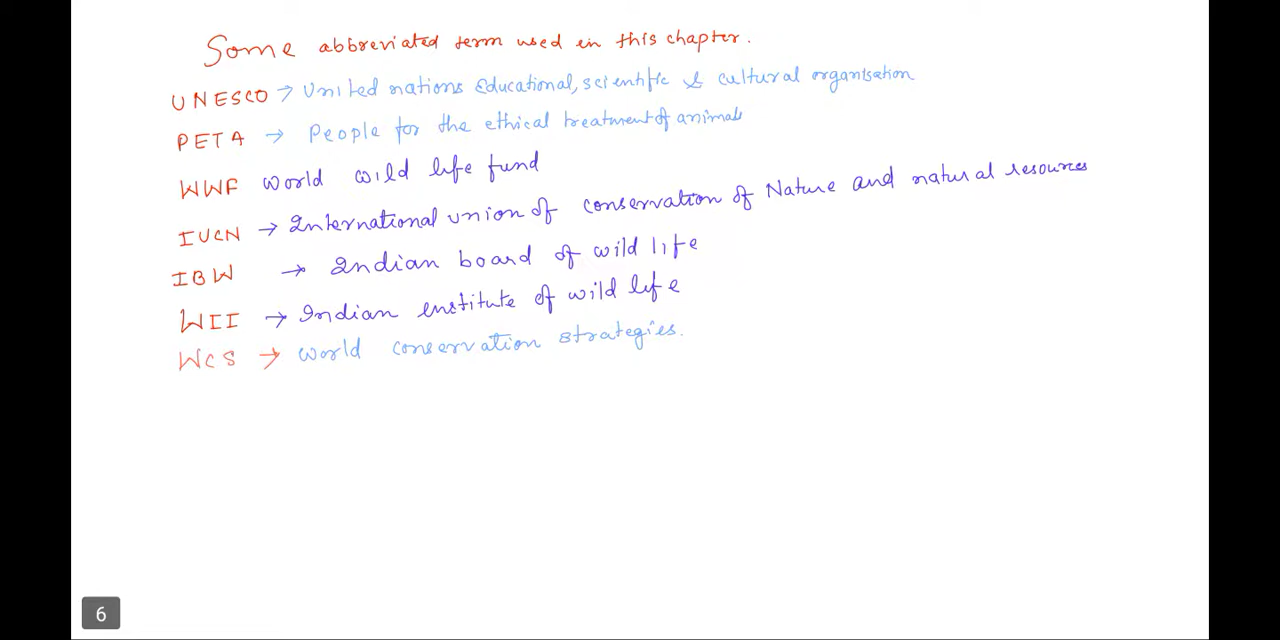 Some abbreviated term used in this chapter.
UNESCO → United nations Educational, scientific & cultural organisation
PETA → People for the ethical treatment of animals
WWF World wild life fund
IUCN → International union of conservation of Nature and natural resources
IBW → Indian board of wild life
WII → Indian institute of wild life
WCS → World conservation strategies.
6